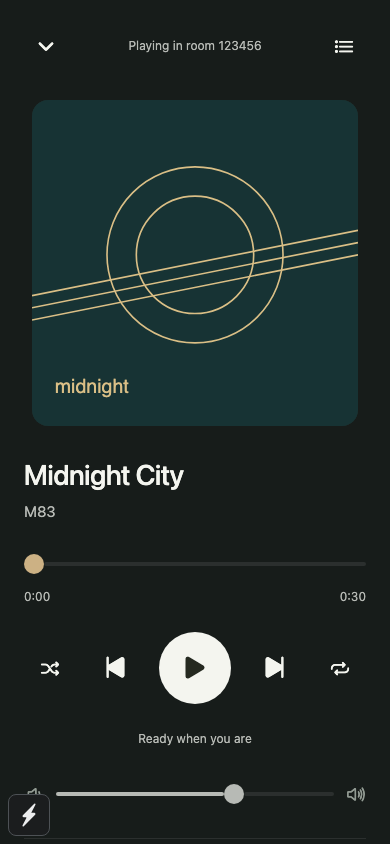 Playing in room 123456
midnight
Midnight City
M83
0:00
0:30
Ready when you are